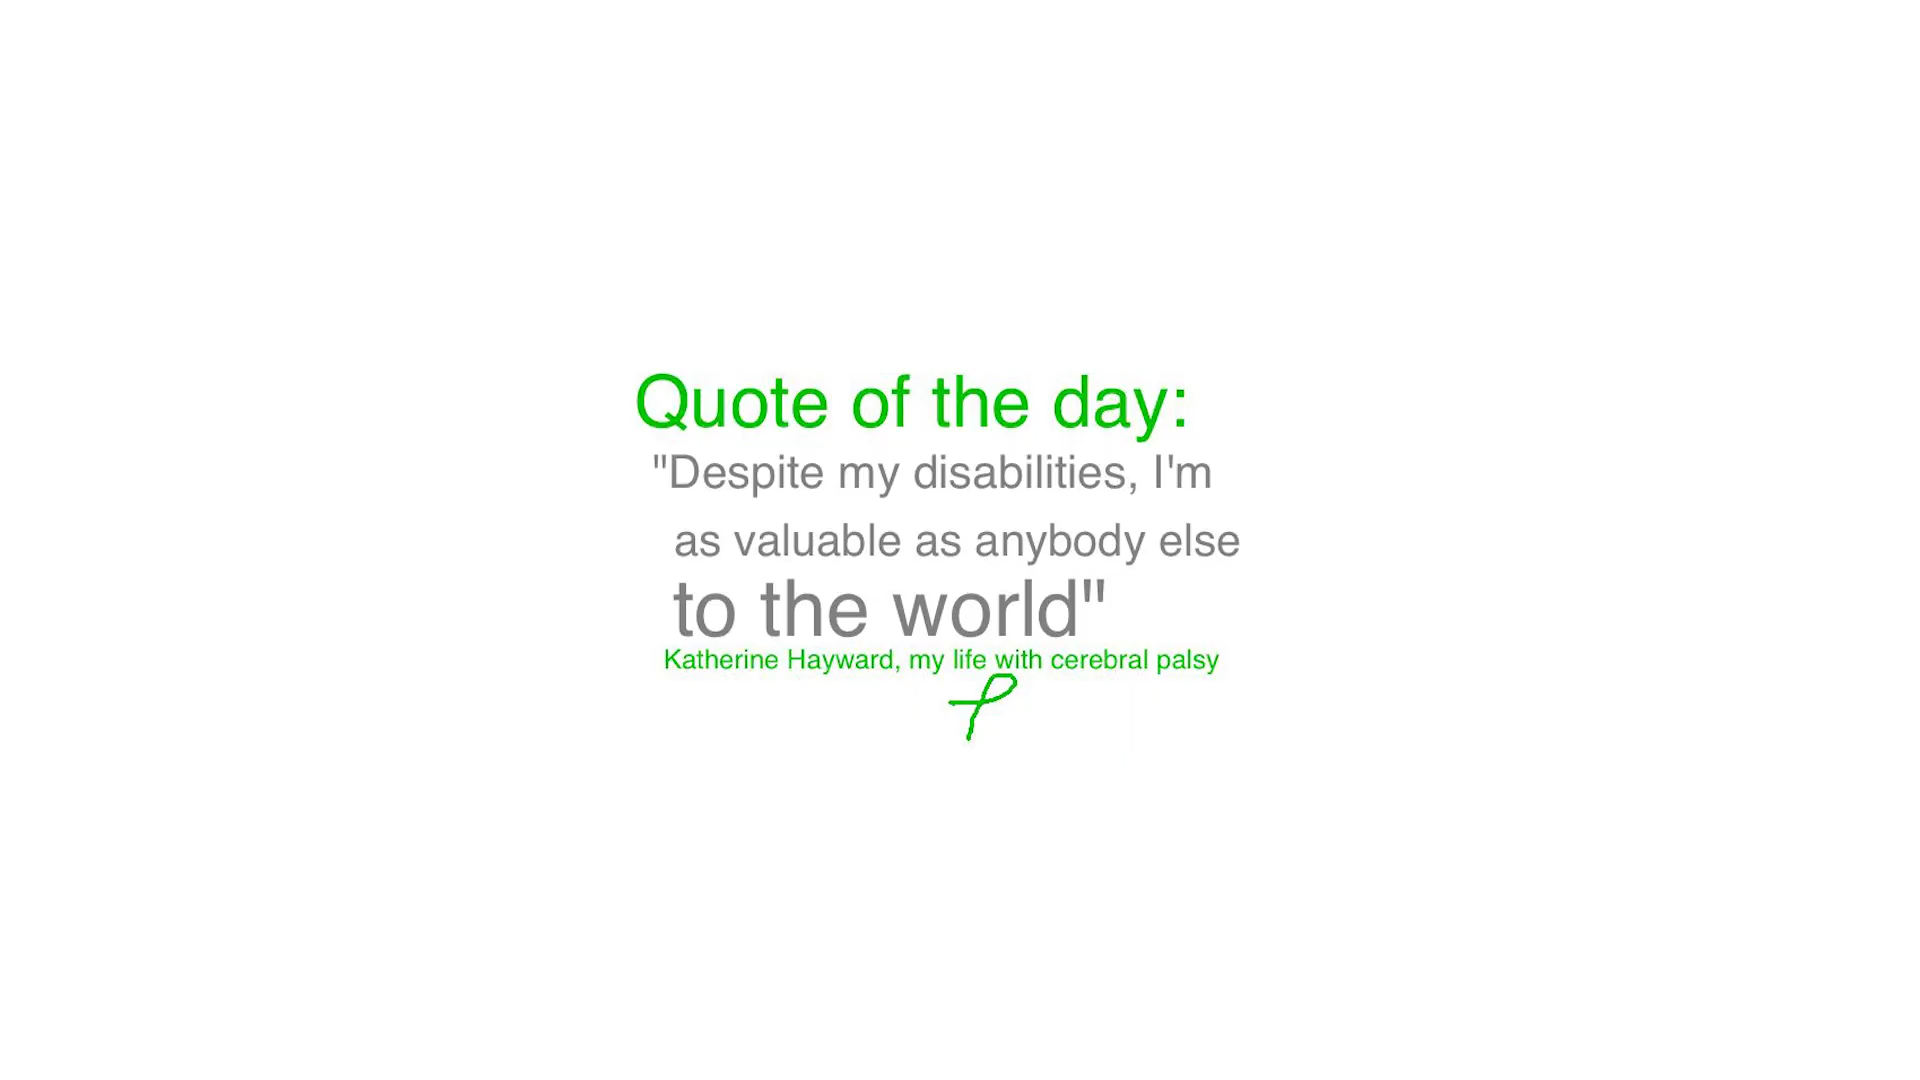 Quote of the day:
"Despite my disabilities, I'm
as valuable as anybody else
to the world"
Katherine Hayward, my life with cerebral palsy